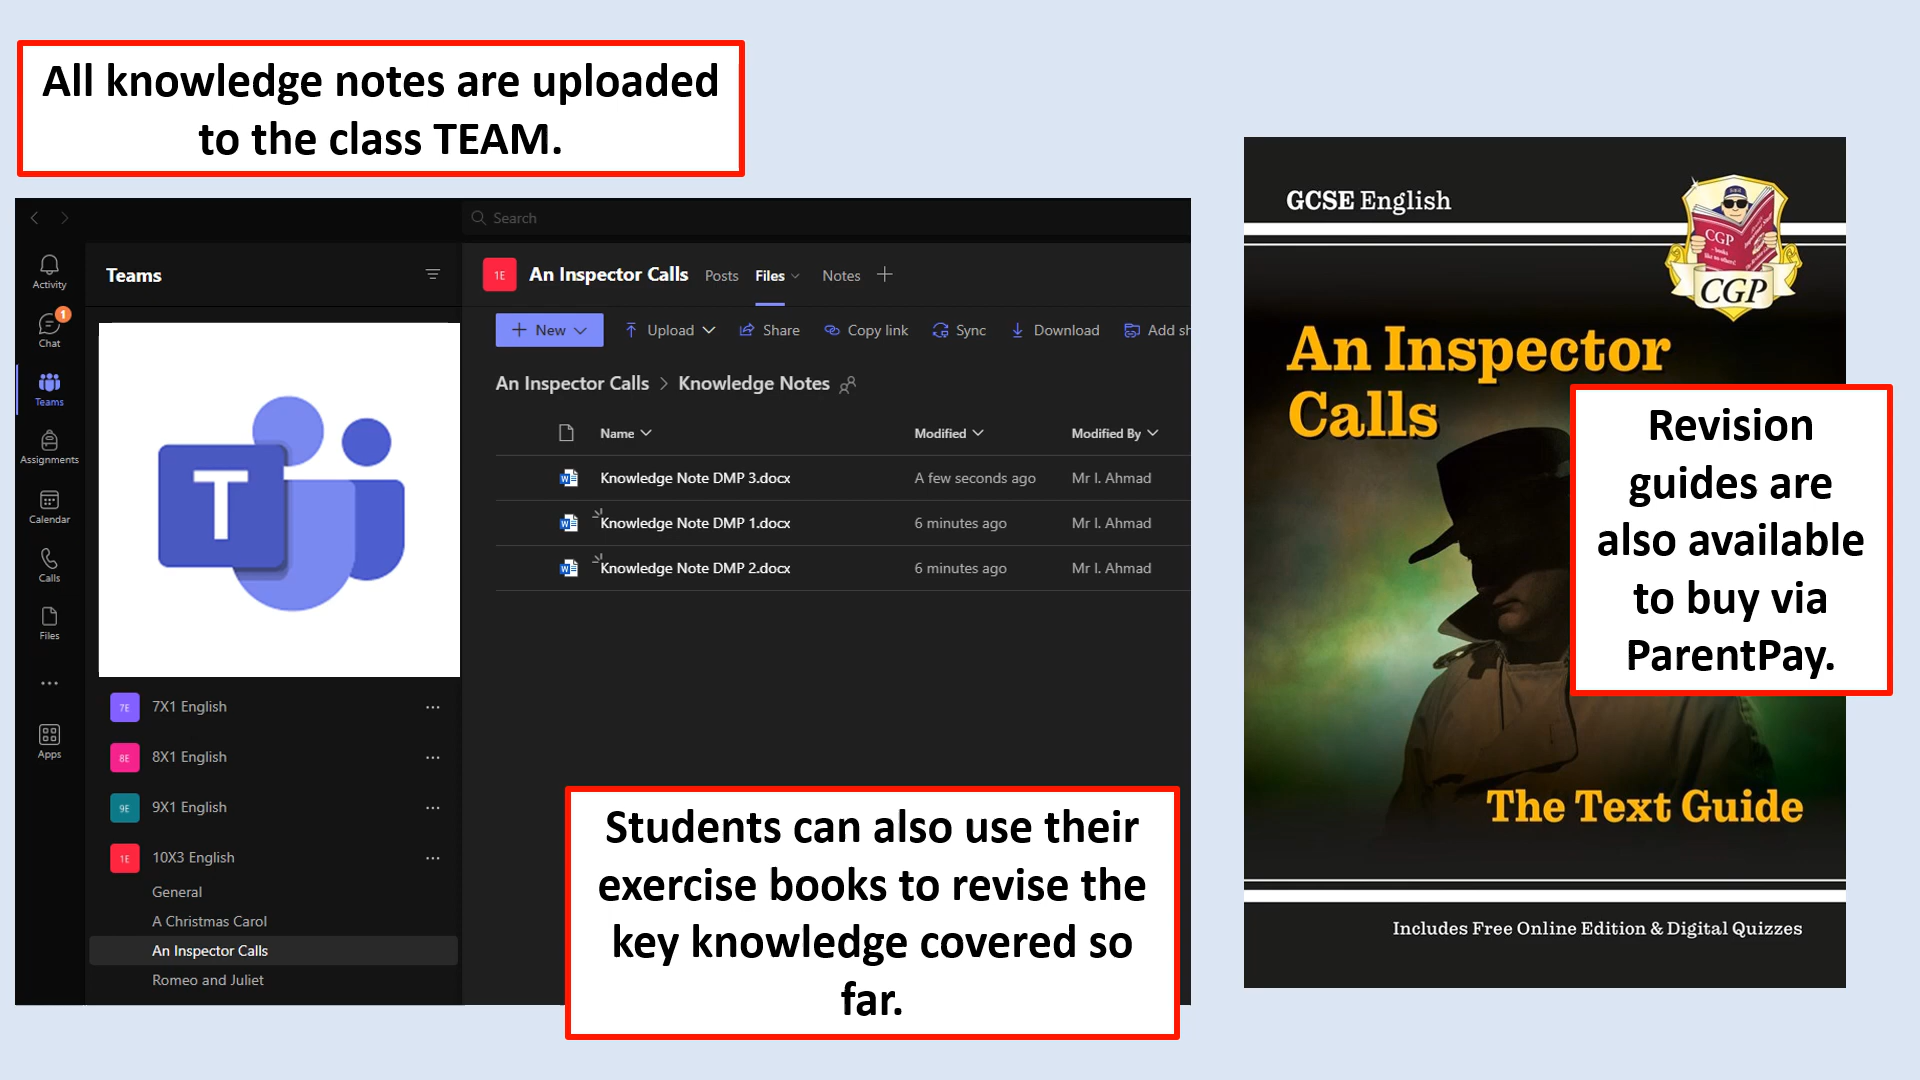 All knowledge notes are uploaded
to the class TEAM.
Search
Activity
Chat
1
Teams
Assignments
Calendar
Calls
Files
Apps
Teams
T
7E 7X1 English
8E 8X1 English
9E 9X1 English
1E 10X3 English
General
A Christmas Carol
An Inspector Calls
Romeo and Juliet
1E An Inspector Calls Posts Files Notes
New Upload Share Copy link Sync Download Add sh
An Inspector Calls > Knowledge Notes
Name Modified Modified By
Knowledge Note DMP 3.docx A few seconds ago Mr I. Ahmad
Knowledge Note DMP 1.docx 6 minutes ago Mr I. Ahmad
Knowledge Note DMP 2.docx 6 minutes ago Mr I. Ahmad
Students can also use their
exercise books to revise the
key knowledge covered so
far.
GCSE English
CGP
CGP
An Inspector
Calls
Revision
guides are
also available
to buy via
ParentPay.
The Text Guide
Includes Free Online Edition & Digital Quizzes